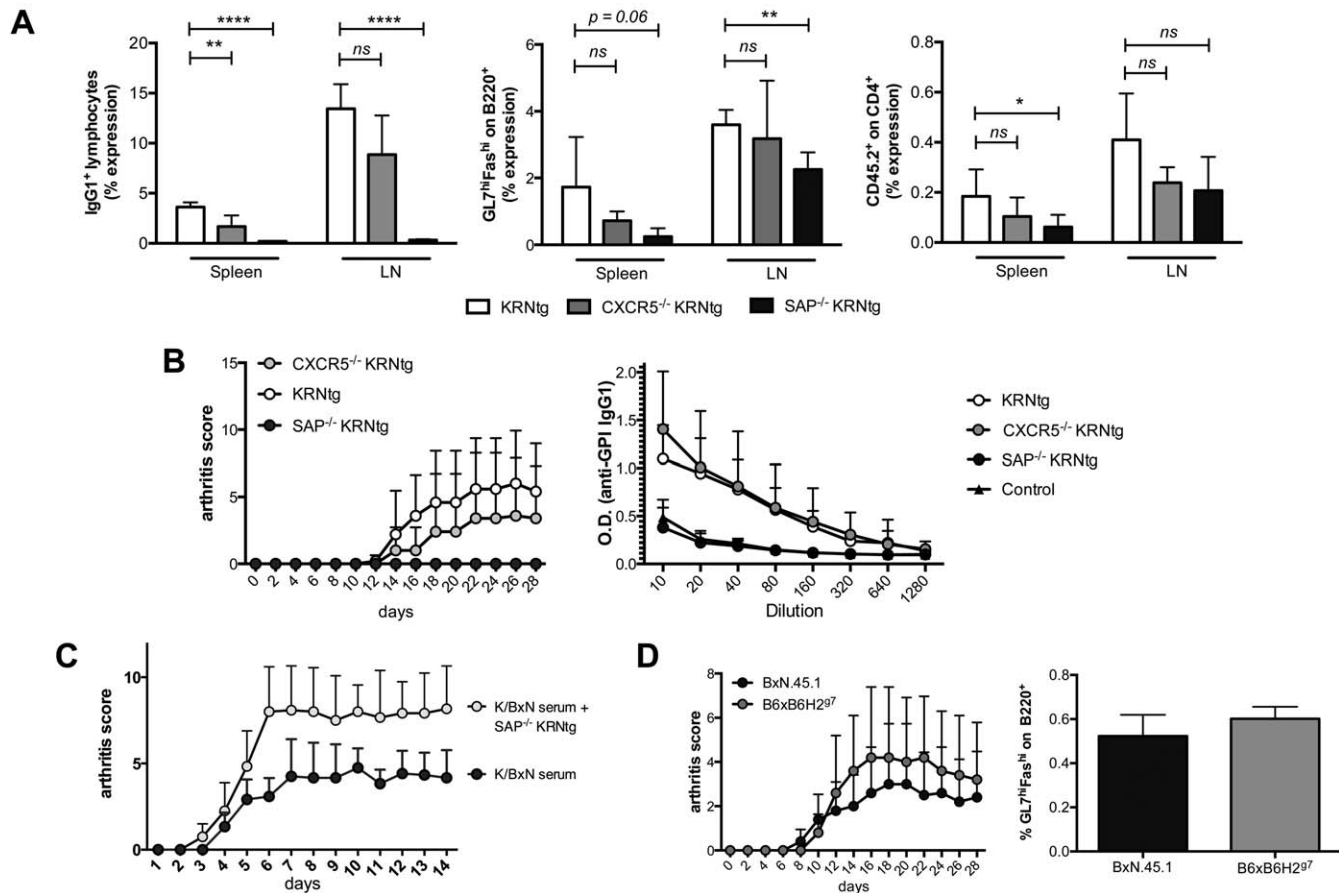 A
IgG1⁺ lymphocytes
(% expression)
20
15
10
5
0
****
**
****
ns
Spleen
LN
GL7ʰⁱFasʰⁱ on B220⁺
(% expression)
6
4
2
0
p = 0.06
ns
**
ns
Spleen
LN
CD45.2⁺ on CD4⁺
(% expression)
0.8
0.6
0.4
0.2
0.0
*
ns
ns
ns
Spleen
LN
KRNtg
CXCR5⁻/⁻ KRNtg
SAP⁻/⁻ KRNtg
B
arthritis score
15
10
5
0
CXCR5⁻/⁻ KRNtg
KRNtg
SAP⁻/⁻ KRNtg
0 2 4 6 8 10 12 14 16 18 20 22 24 26 28
days
O.D. (anti-GPI IgG1)
2.0
1.5
1.0
0.5
0.0
10 20 40 80 160 320 640 1280
Dilution
KRNtg
CXCR5⁻/⁻ KRNtg
SAP⁻/⁻ KRNtg
Control
C
arthritis score
10
5
0
K/BxN serum +
SAP⁻/⁻ KRNtg
K/BxN serum
1 2 3 4 5 6 7 8 9 10 11 12 13 14
days
D
arthritis score
8
6
4
2
0
BxN.45.1
B6xB6H2ᵍ⁷
0 2 4 6 8 10 12 14 16 18 20 22 24 26 28
days
% GL7ʰⁱFasʰⁱ on B220⁺
0.8
0.6
0.4
0.2
0.0
BxN.45.1
B6xB6H2ᵍ⁷